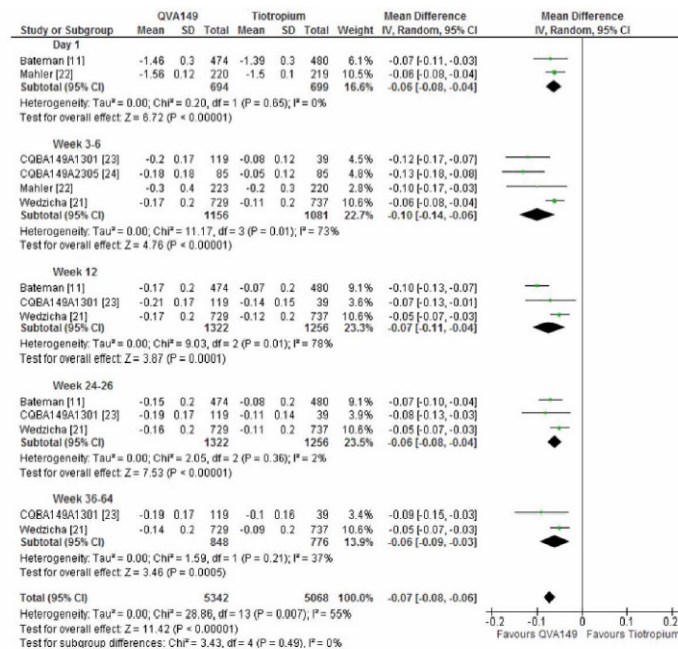 QVA149 Tiotropium Mean Difference Mean Difference
Study or Subgroup Mean SD Total Mean SD Total Weight IV, Random, 95% CI IV, Random, 95% CI
Day 1
Bateman [11] -1.46 0.3 474 -1.39 0.3 480 6.1% -0.07 [-0.11, -0.03]
Mahler [22] -1.56 0.12 220 -1.5 0.1 219 10.5% -0.06 [-0.08, -0.04]
Subtotal (95% CI) 694 699 16.6% -0.06 [-0.08, -0.04]
Heterogeneity: Tau² = 0.00; Chi² = 0.20, df = 1 (P = 0.65); I² = 0%
Test for overall effect: Z = 6.72 (P < 0.00001)
Week 3-6
CQBA149A1301 [23] -0.2 0.17 119 -0.08 0.12 39 4.5% -0.12 [-0.17, -0.07]
CQBA149A2305 [24] -0.18 0.18 85 -0.05 0.12 85 4.8% -0.13 [-0.18, -0.08]
Mahler [22] -0.3 0.4 223 -0.2 0.3 220 2.8% -0.10 [-0.17, -0.03]
Wedzicha [21] -0.17 0.2 729 -0.11 0.2 737 10.6% -0.06 [-0.08, -0.04]
Subtotal (95% CI) 1156 1081 22.7% -0.10 [-0.14, -0.06]
Heterogeneity: Tau² = 0.00; Chi² = 11.17, df = 3 (P = 0.01); I² = 73%
Test for overall effect: Z = 4.76 (P < 0.00001)
Week 12
Bateman [11] -0.17 0.2 474 -0.07 0.2 480 9.1% -0.10 [-0.13, -0.07]
CQBA149A1301 [23] -0.21 0.17 119 -0.14 0.15 39 3.6% -0.07 [-0.13, -0.01]
Wedzicha [21] -0.17 0.2 729 -0.12 0.2 737 10.6% -0.05 [-0.07, -0.03]
Subtotal (95% CI) 1322 1256 23.3% -0.07 [-0.11, -0.04]
Heterogeneity: Tau² = 0.00; Chi² = 9.03, df = 2 (P = 0.01); I² = 78%
Test for overall effect: Z = 3.87 (P = 0.0001)
Week 24-26
Bateman [11] -0.15 0.2 474 -0.08 0.2 480 9.1% -0.07 [-0.10, -0.04]
CQBA149A1301 [23] -0.19 0.17 119 -0.11 0.14 39 3.9% -0.08 [-0.13, -0.03]
Wedzicha [21] -0.16 0.2 729 -0.11 0.2 737 10.6% -0.05 [-0.07, -0.03]
Subtotal (95% CI) 1322 1256 23.5% -0.06 [-0.08, -0.04]
Heterogeneity: Tau² = 0.00; Chi² = 2.05, df = 2 (P = 0.36); I² = 2%
Test for overall effect: Z = 7.53 (P < 0.00001)
Week 36-64
CQBA149A1301 [23] -0.19 0.17 119 -0.1 0.16 39 3.4% -0.09 [-0.15, -0.03]
Wedzicha [21] -0.14 0.2 729 -0.09 0.2 737 10.6% -0.05 [-0.07, -0.03]
Subtotal (95% CI) 848 776 13.9% -0.06 [-0.09, -0.03]
Heterogeneity: Tau² = 0.00; Chi² = 1.59, df = 1 (P = 0.21); I² = 37%
Test for overall effect: Z = 3.46 (P = 0.0005)
Total (95% CI) 5342 5068 100.0% -0.07 [-0.08, -0.06]
Heterogeneity: Tau² = 0.00; Chi² = 28.86, df = 13 (P = 0.007); I² = 55%
Test for overall effect: Z = 11.42 (P < 0.00001)
Test for subgroup differences: Chi² = 3.43, df = 4 (P = 0.49), I² = 0%
-0.2 -0.1 0 0.1 0.2
Favours QVA149 Favours Tiotropium